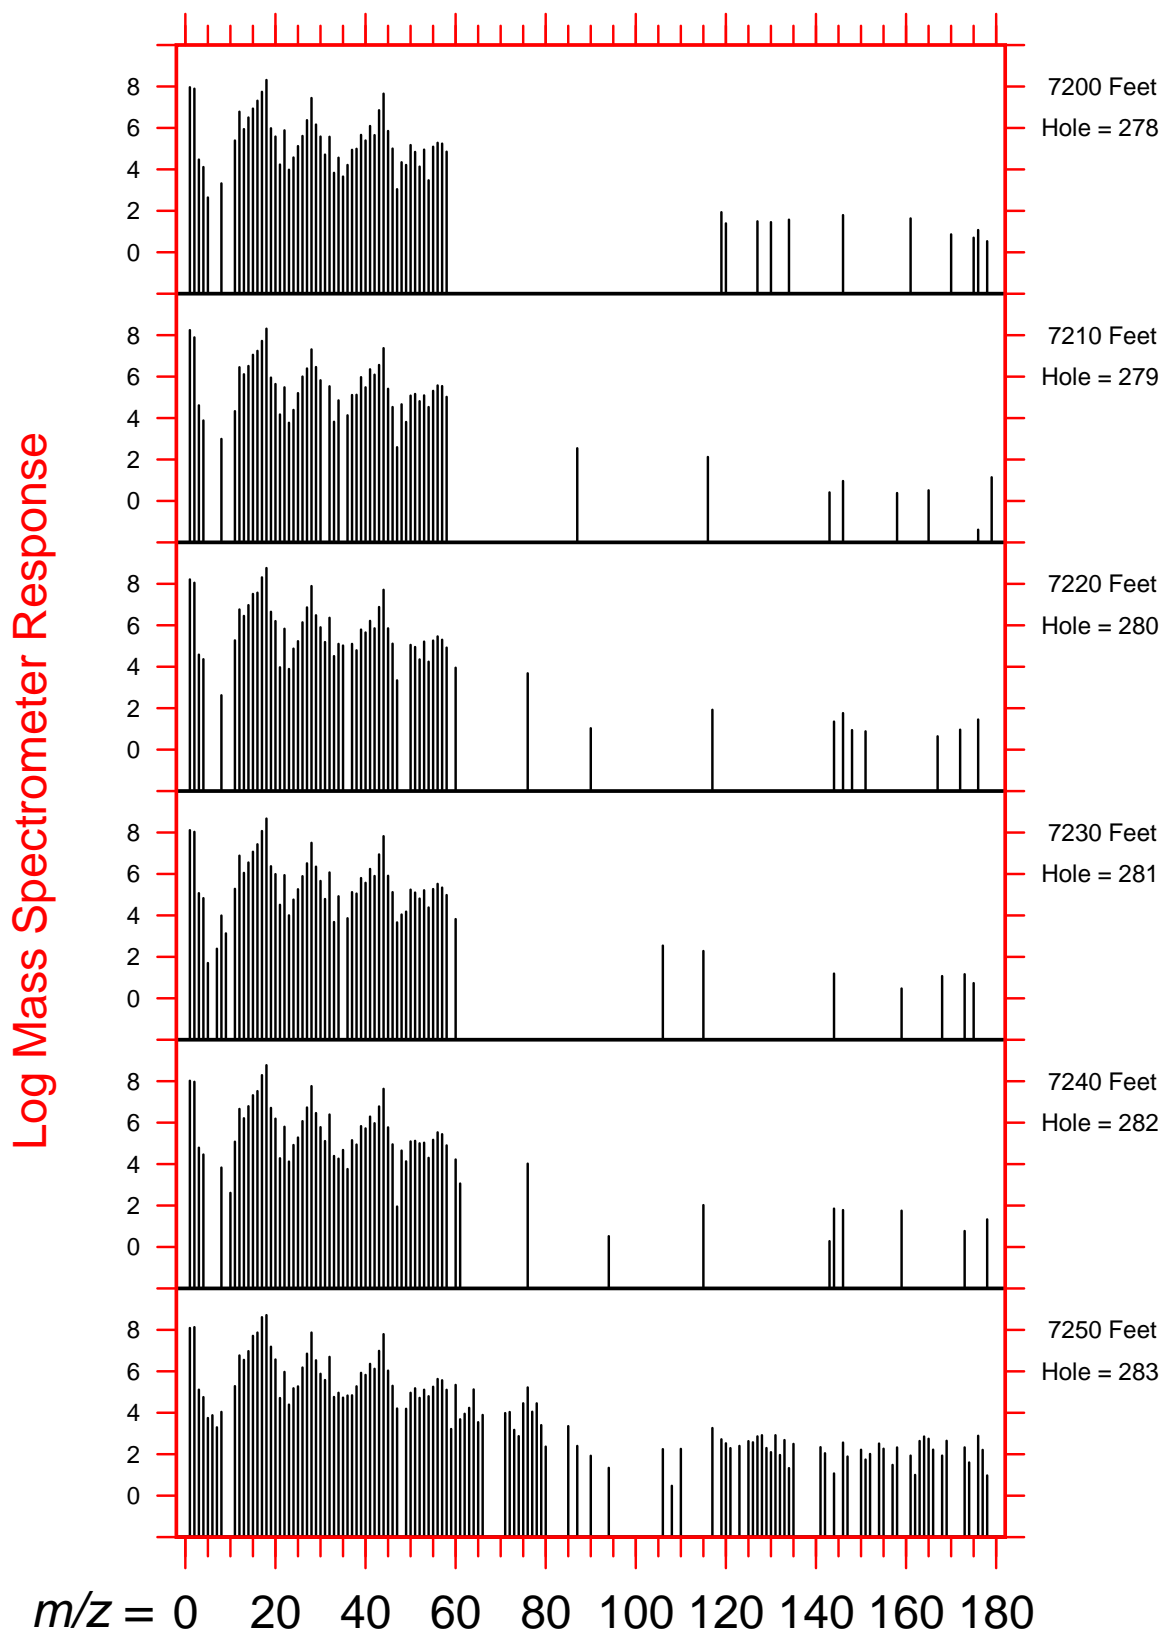 Log Mass Spectrometer Response
8
6
4
2
0
7200 Feet
Hole = 278
8
6
4
2
0
7210 Feet
Hole = 279
8
6
4
2
0
7220 Feet
Hole = 280
8
6
4
2
0
7230 Feet
Hole = 281
8
6
4
2
0
7240 Feet
Hole = 282
8
6
4
2
0
7250 Feet
Hole = 283
m/z = 0 20 40 60 80 100 120 140 160 180